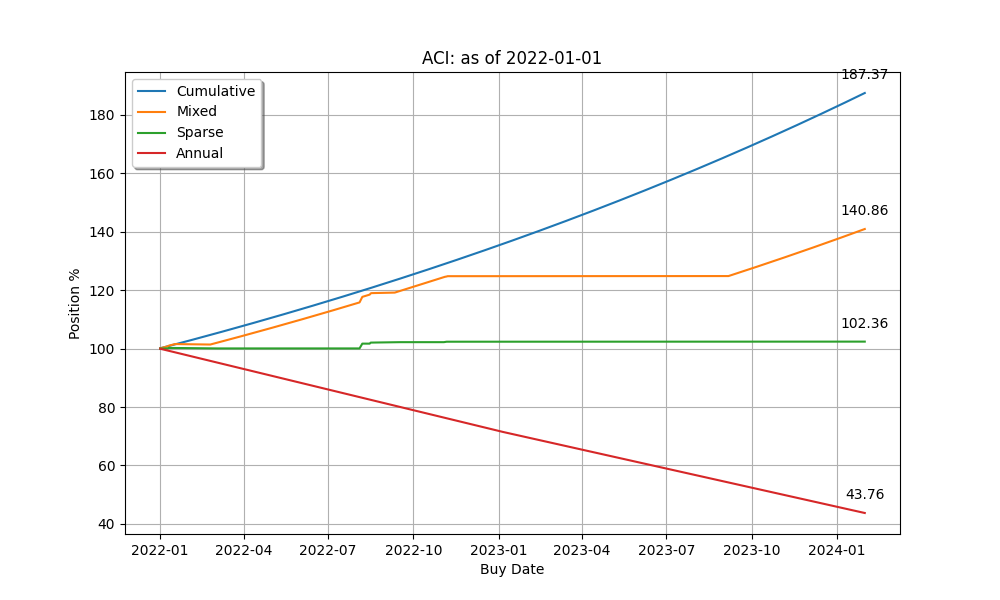 ACI: as of 2022-01-01
187.37
Cumulative
Mixed
Sparse
Annual
180
160
140
120
100
80
60
40
140.86
102.36
43.76
Position %
2022-01 2022-04 2022-07 2022-10 2023-01 2023-04 2023-07 2023-10 2024-01
Buy Date